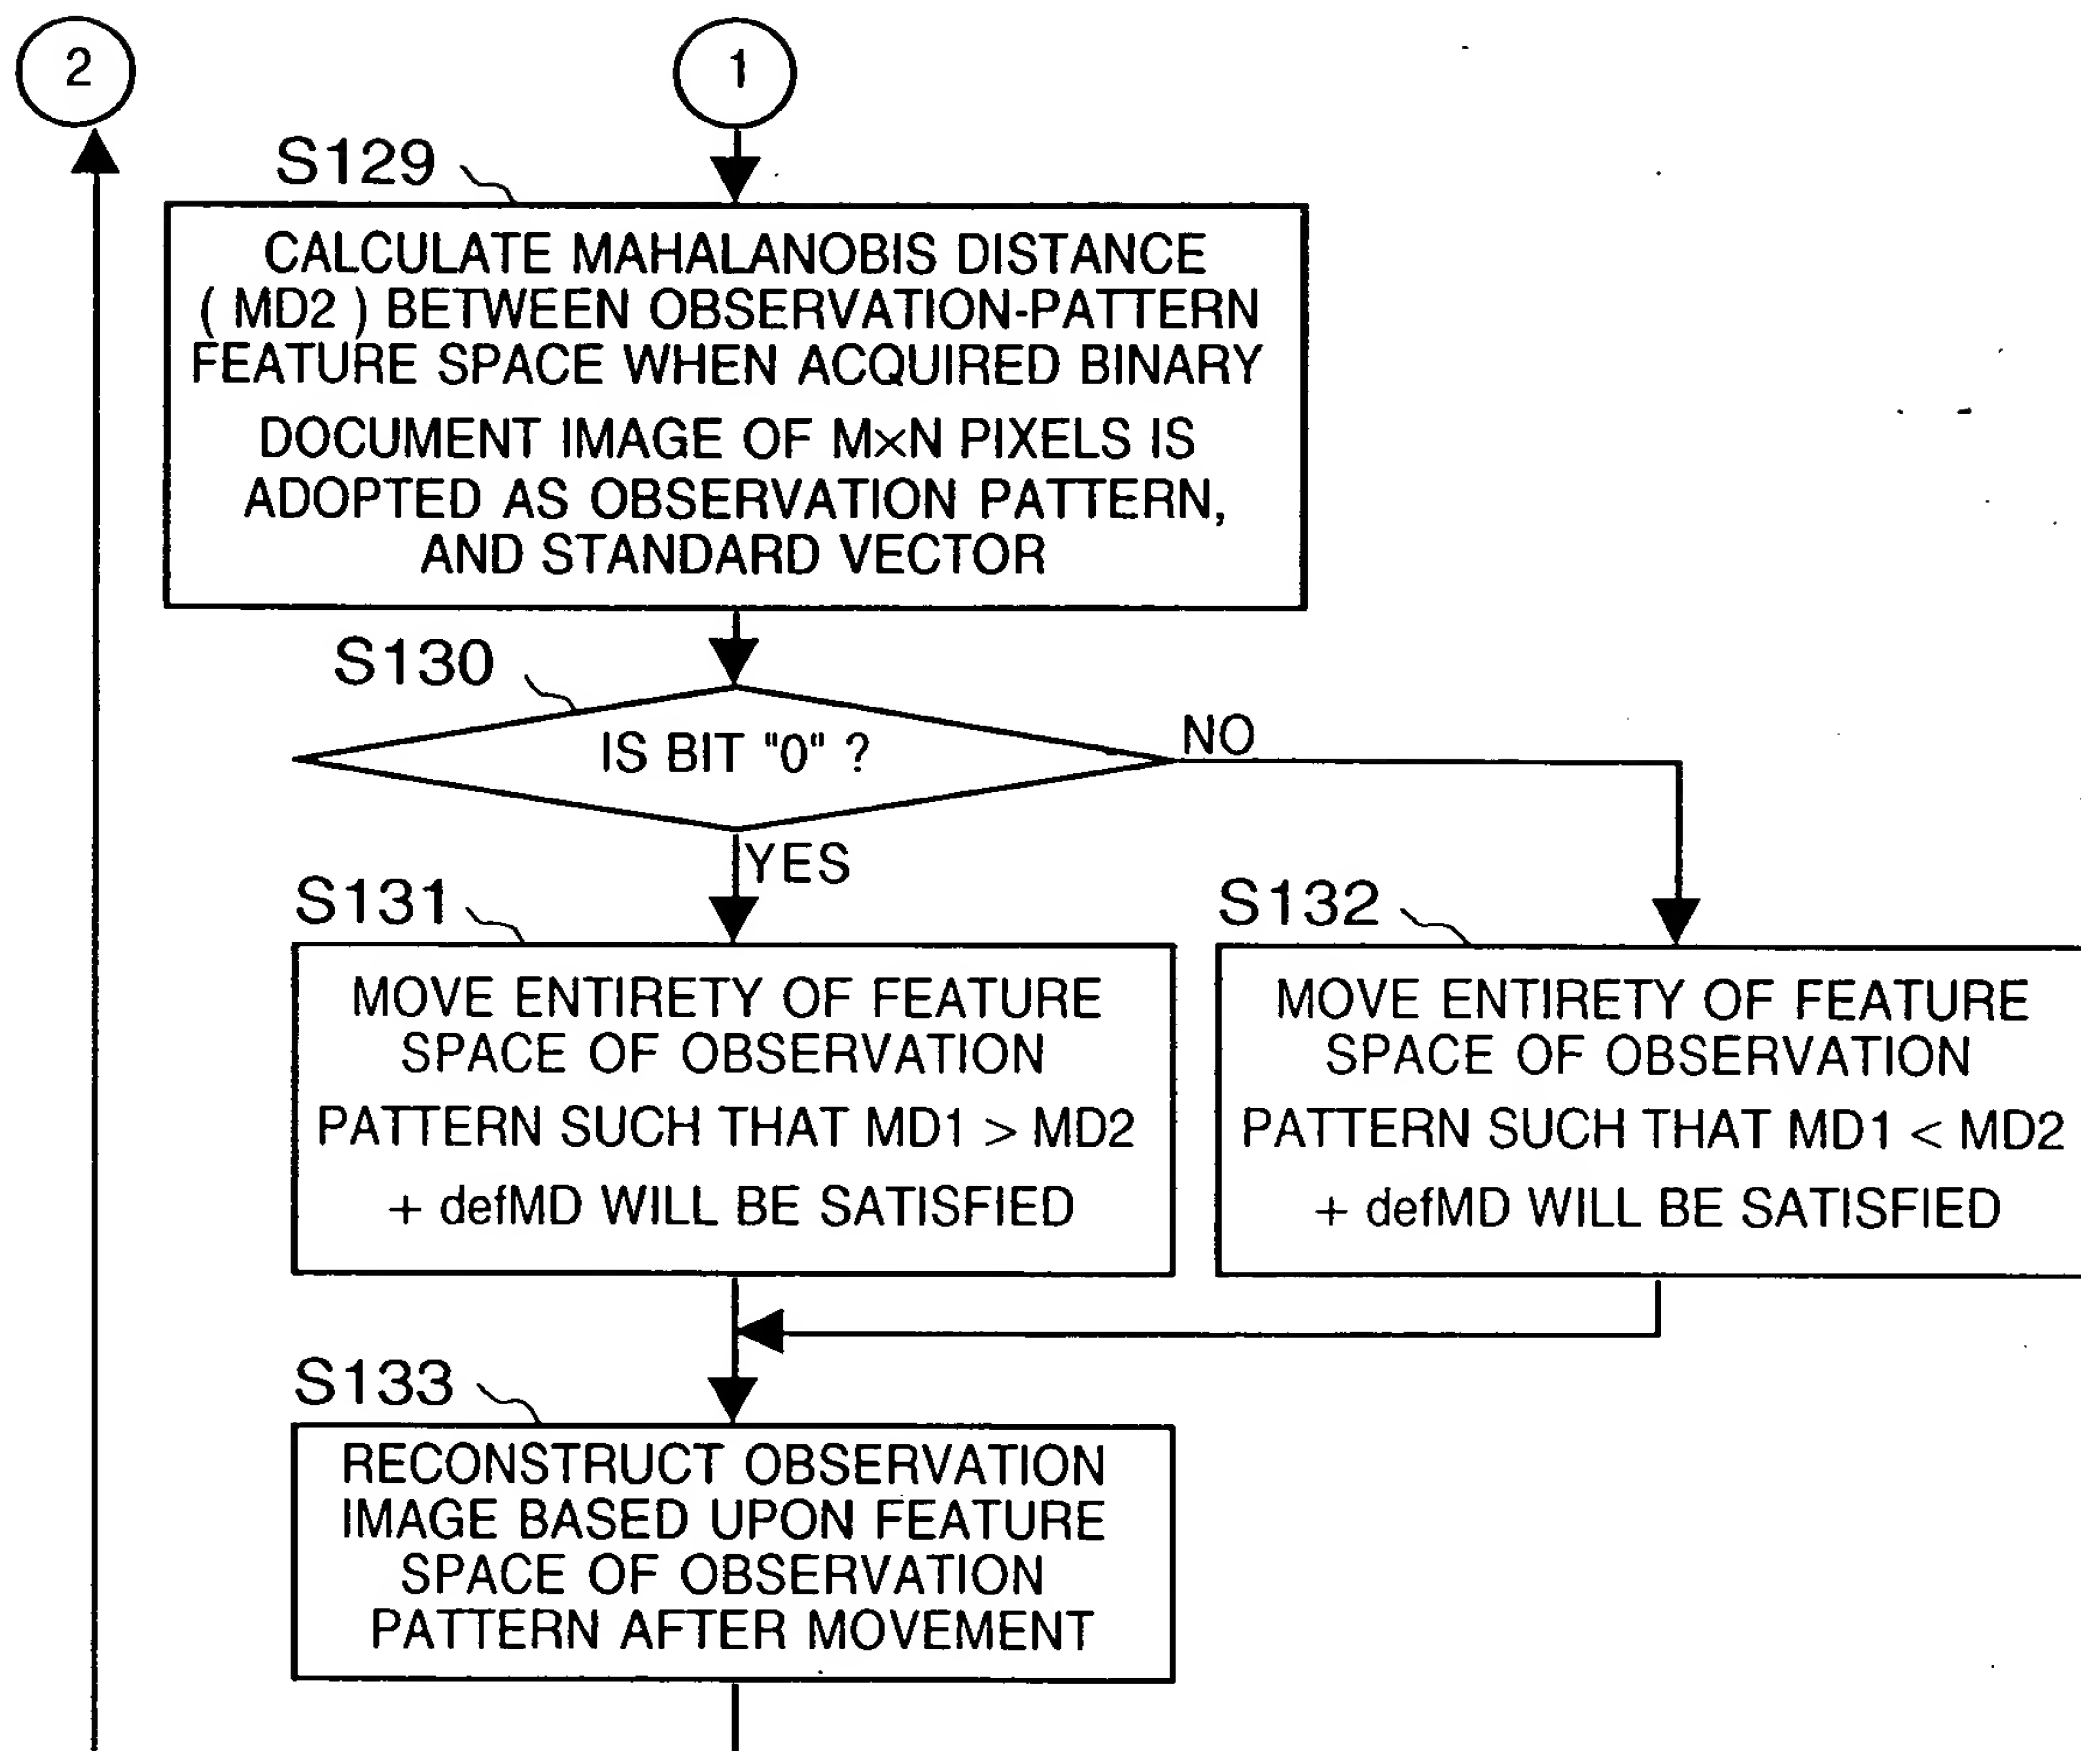 2
1
S129
CALCULATE MAHALANOBIS DISTANCE
( MD2 ) BETWEEN OBSERVATION-PATTERN
FEATURE SPACE WHEN ACQUIRED BINARY
DOCUMENT IMAGE OF M×N PIXELS IS
ADOPTED AS OBSERVATION PATTERN,
AND STANDARD VECTOR
S130
IS BIT "0" ?
NO
YES
S131
MOVE ENTIRETY OF FEATURE
SPACE OF OBSERVATION
PATTERN SUCH THAT MD1 > MD2
+ defMD WILL BE SATISFIED
S132
MOVE ENTIRETY OF FEATURE
SPACE OF OBSERVATION
PATTERN SUCH THAT MD1 < MD2
+ defMD WILL BE SATISFIED
S133
RECONSTRUCT OBSERVATION
IMAGE BASED UPON FEATURE
SPACE OF OBSERVATION
PATTERN AFTER MOVEMENT